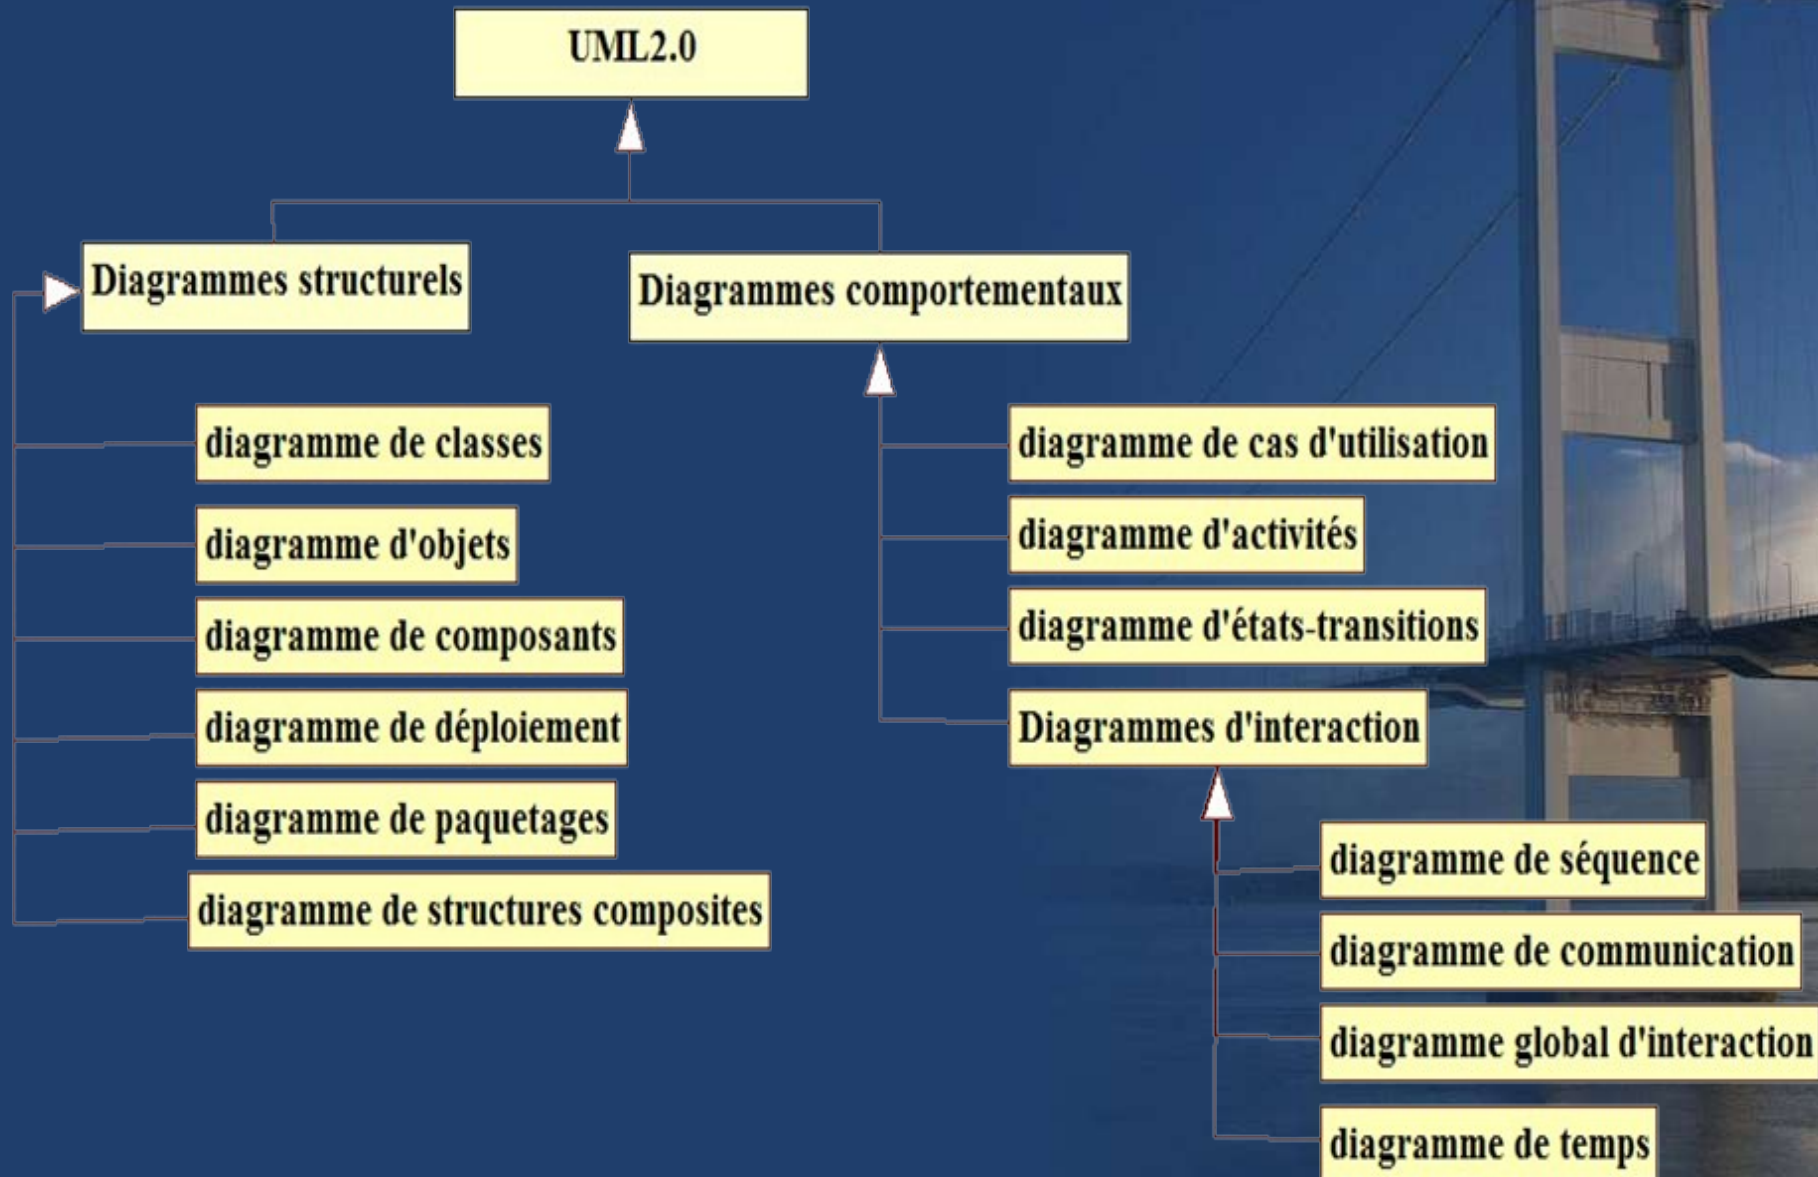 UML2.0
Diagrammes structurels
Diagrammes comportementaux
diagramme de classes
diagramme d'objets
diagramme de composants
diagramme de déploiement
diagramme de paquetages
diagramme de structures composites
diagramme de cas d'utilisation
diagramme d'activités
diagramme d'états-transitions
Diagrammes d'interaction
diagramme de séquence
diagramme de communication
diagramme global d'interaction
diagramme de temps